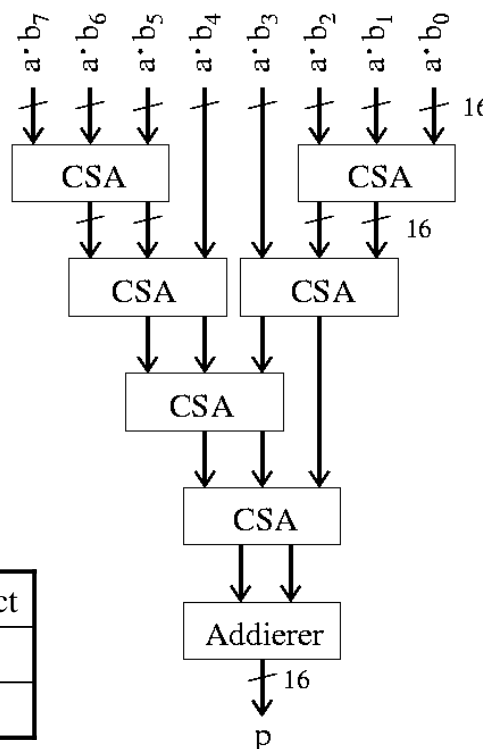 a·b₇ a·b₆ a·b₅ a·b₄ a·b₃ a·b₂ a·b₁ a·b₀
16
CSA CSA
16
CSA CSA
CSA
CSA
ct
Addierer
16
p